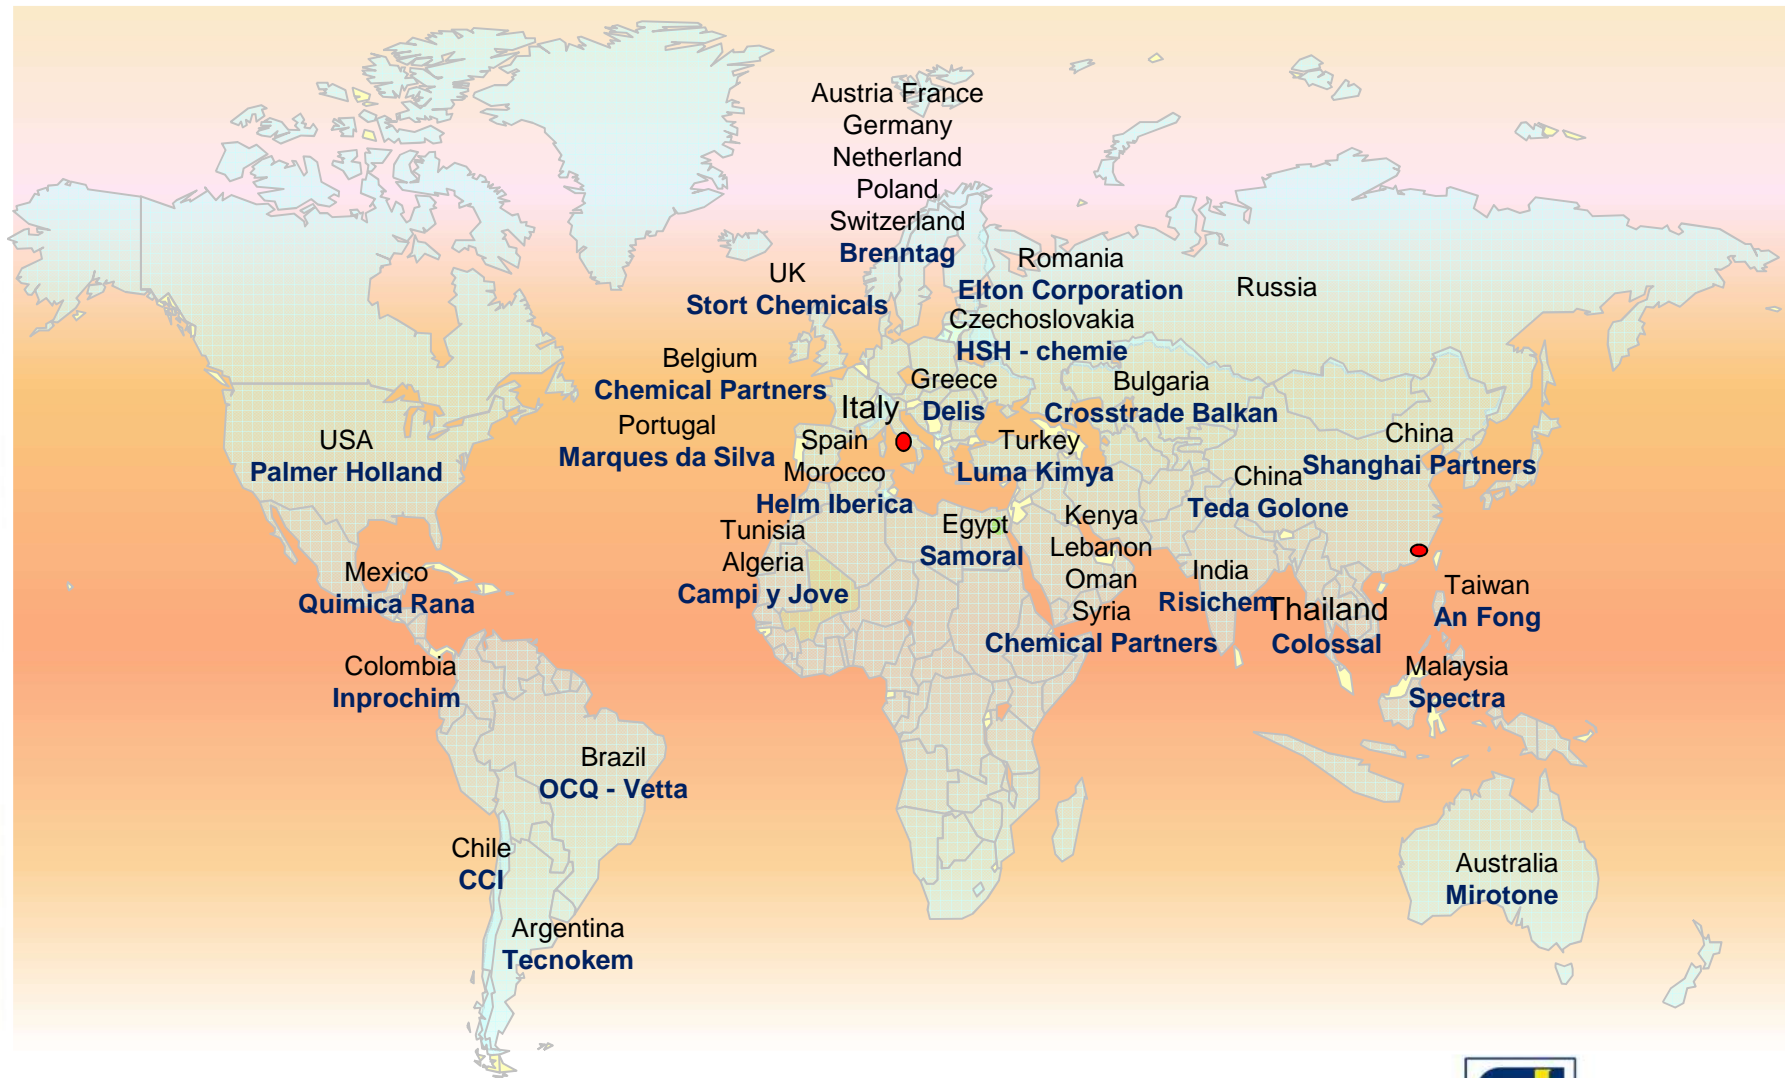 Austria France
Germany
Netherland
Poland
Switzerland
Brenntag
UK
Stort Chemicals
Romania
Elton Corporation
Russia
Czechoslovakia
HSH - chemie
Belgium
Chemical Partners
Greece
Delis
Bulgaria
Crosstrade Balkan
Italy
Portugal
Marques da Silva
Spain
Morocco
Helm Iberica
Turkey
Luma Kimya
China
Shanghai Partners
China
Teda Golone
USA
Palmer Holland
Tunisia
Algeria
Campi y Jove
Egypt
Samoral
Kenya
Lebanon
Oman
Syria
Chemical Partners
India
Risichem
Thailand
Colossal
Taiwan
An Fong
Mexico
Quimica Rana
Colombia
Inprochim
Malaysia
Spectra
Brazil
OCQ - Vetta
Chile
CCI
Argentina
Tecnokem
Australia
Mirotone